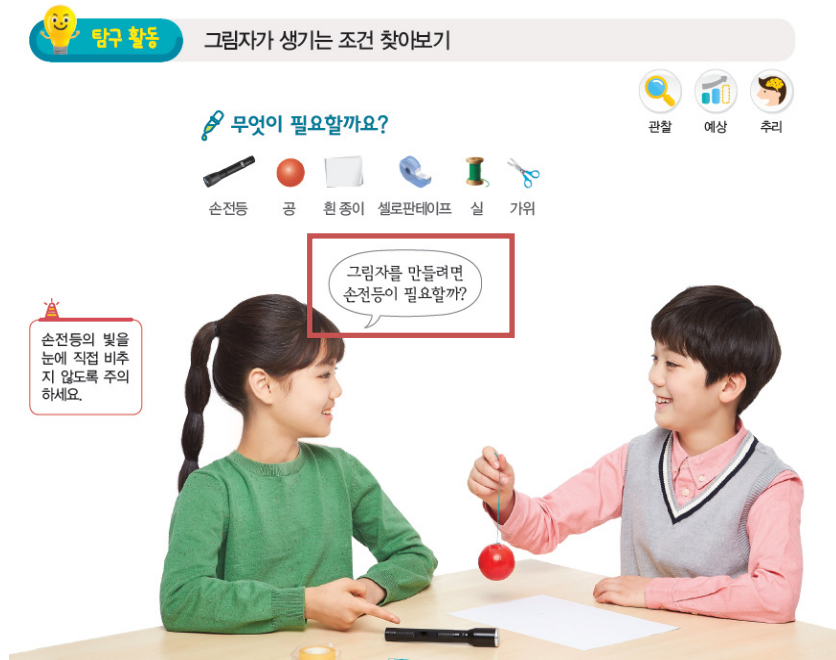 탐구 활동 그림자가 생기는 조건 찾아보기
관찰 예상 추리
무엇이 필요할까요?
손전등 공 흰 종이 셀로판테이프 실 가위
그림자를 만들려면
손전등이 필요할까?
손전등의 빛을
눈에 직접 비추
지 않도록 주의
하세요.